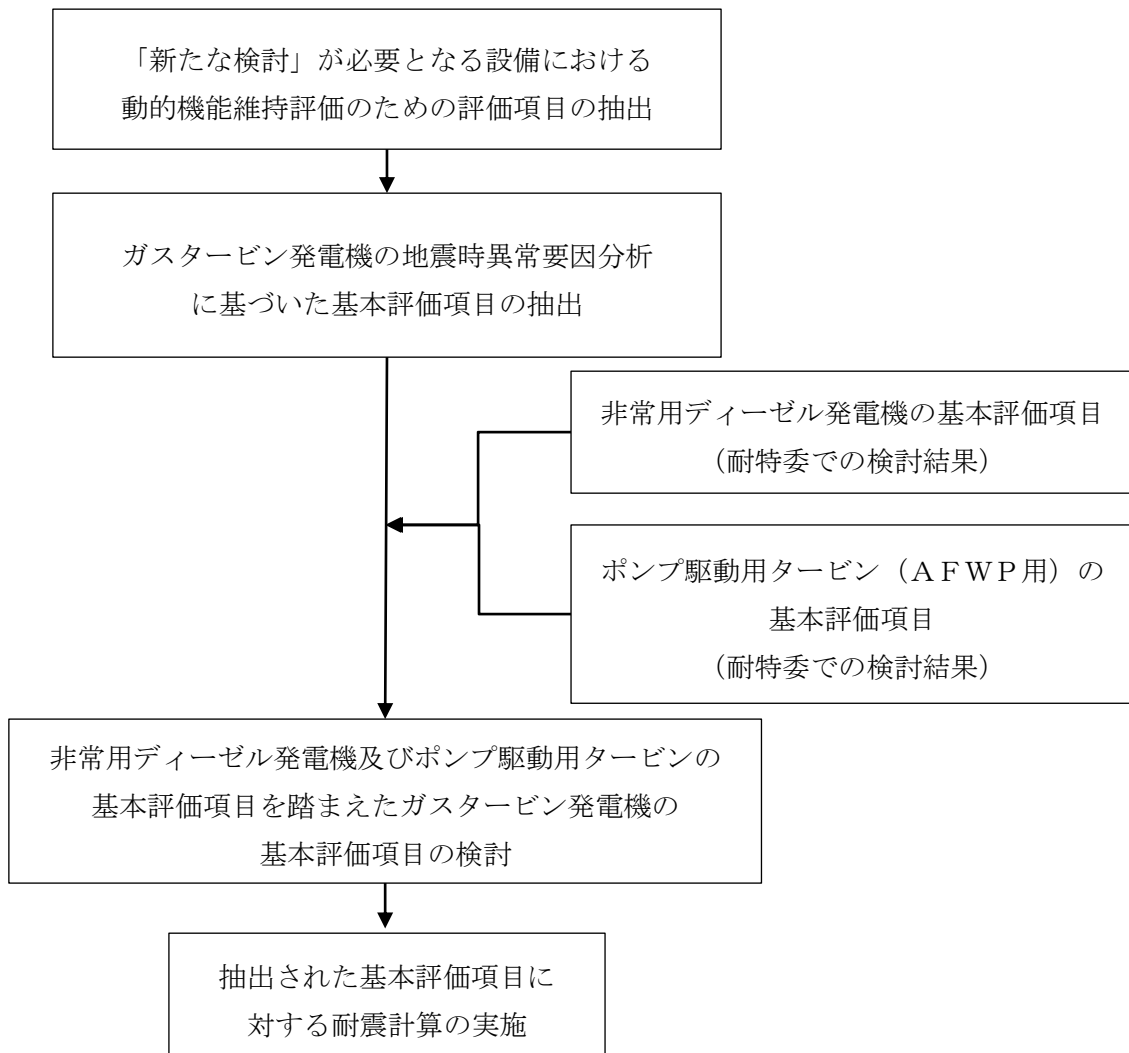 「新たな検討」が必要となる設備における
動的機能維持評価のための評価項目の抽出
ガスタービン発電機の地震時異常要因分析
に基づいた基本評価項目の抽出
非常用ディーゼル発電機の基本評価項目
（耐特委での検討結果）
ポンプ駆動用タービン（ＡＦＷＰ用）の
基本評価項目
（耐特委での検討結果）
非常用ディーゼル発電機及びポンプ駆動用タービンの
基本評価項目を踏まえたガスタービン発電機の
基本評価項目の検討
抽出された基本評価項目に
対する耐震計算の実施